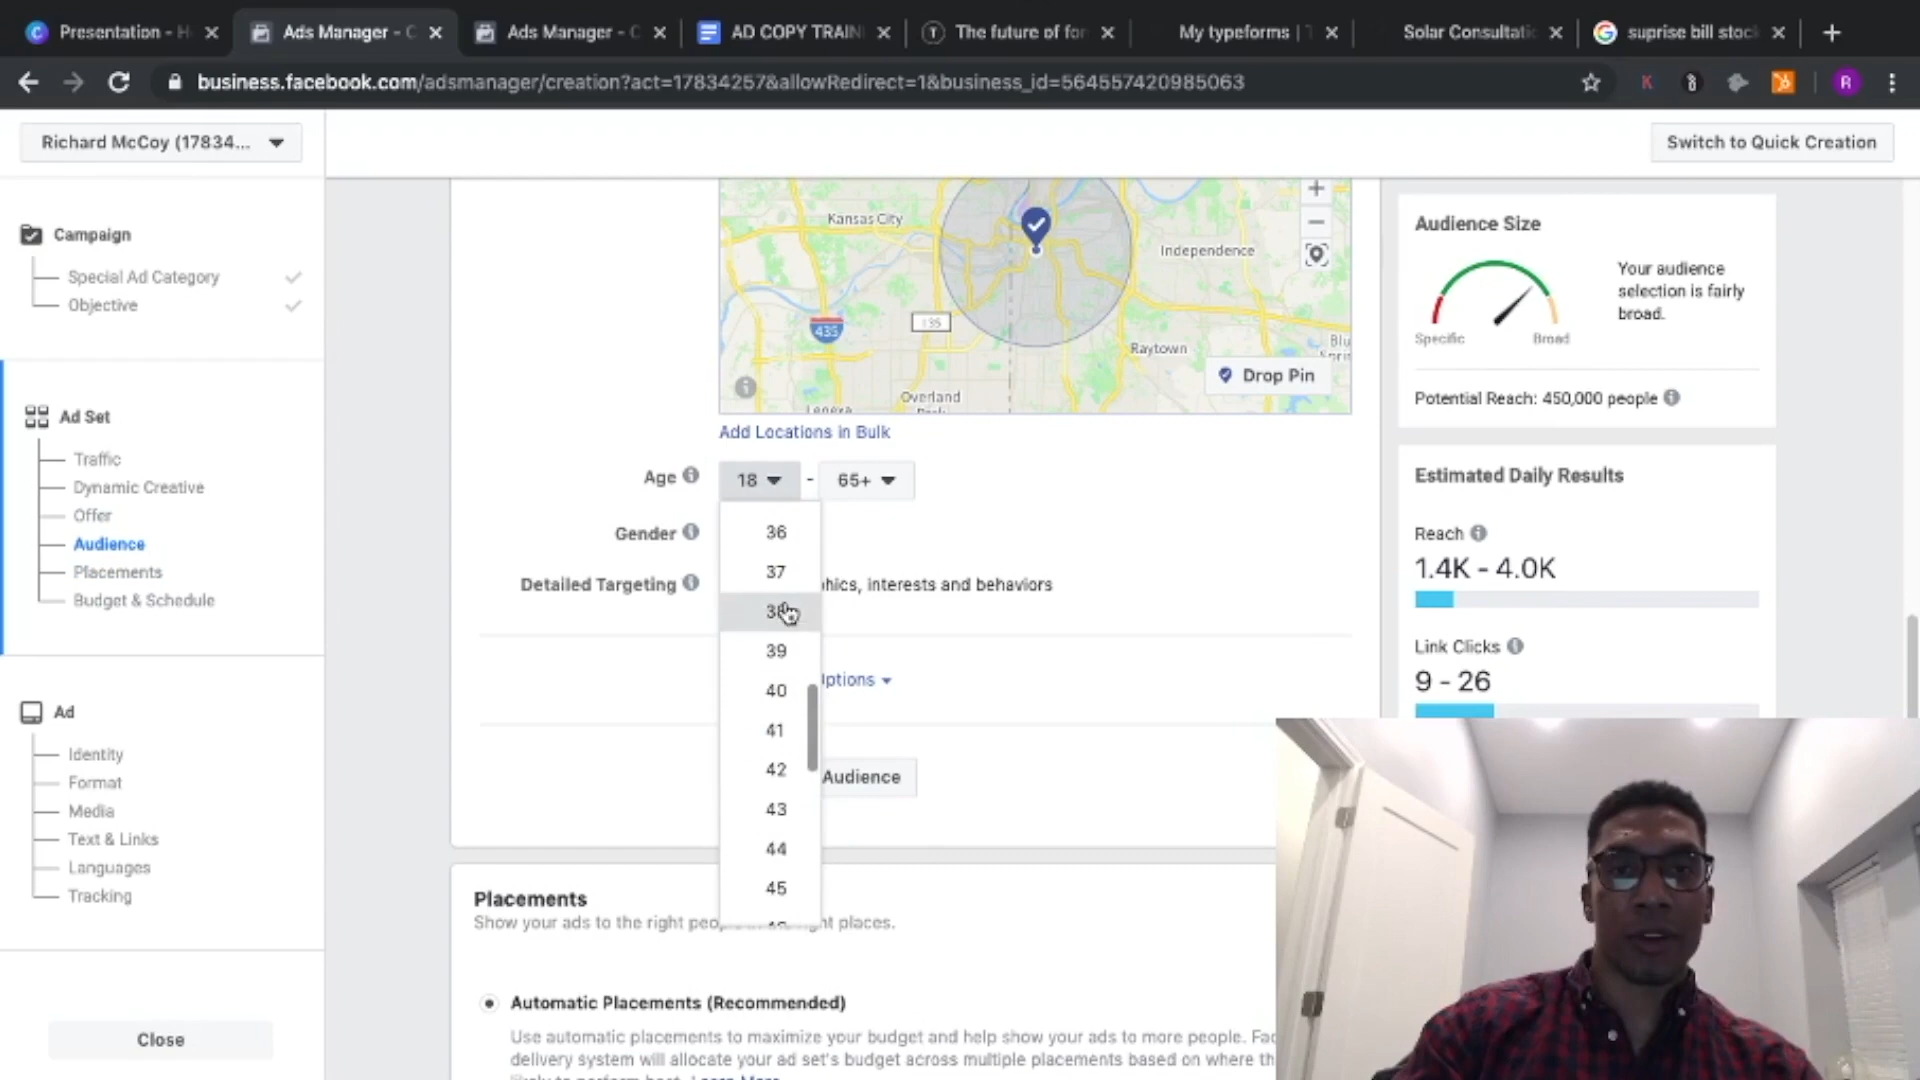 Presentation - H
Ads Manager - C
Ads Manager - C
AD COPY TRAIN
The future of for
My typeforms | T
Solar Consultati
suprise bill stoc
business.facebook.com/adsmanager/creation?act=17834257&allowRedirect=1&business_id=564557420985063
K
R
Richard McCoy (17834...
Switch to Quick Creation
Campaign
Special Ad Category
Objective
Ad Set
Traffic
Dynamic Creative
Offer
Audience
Placements
Budget & Schedule
Ad
Identity
Format
Media
Text & Links
Languages
Tracking
Close
Kansas City
Independence
435
Raytown
Overland
Drop Pin
Add Locations in Bulk
Age
18 - 65+
Gender
36
37
38
39
40
41
42
43
44
45
Detailed Targeting
hics, interests and behaviors
ptions
Audience
Placements
Show your ads to the right peo ht places.
Automatic Placements (Recommended)
Use automatic placements to maximize your budget and help show your ads to more people. Fac
delivery system will allocate your ad set's budget across multiple placements based on where th
Learn More
Audience Size
Your audience
selection is fairly
broad.
Specific
Broad
Potential Reach: 450,000 people
Estimated Daily Results
Reach
1.4K - 4.0K
Link Clicks
9 - 26